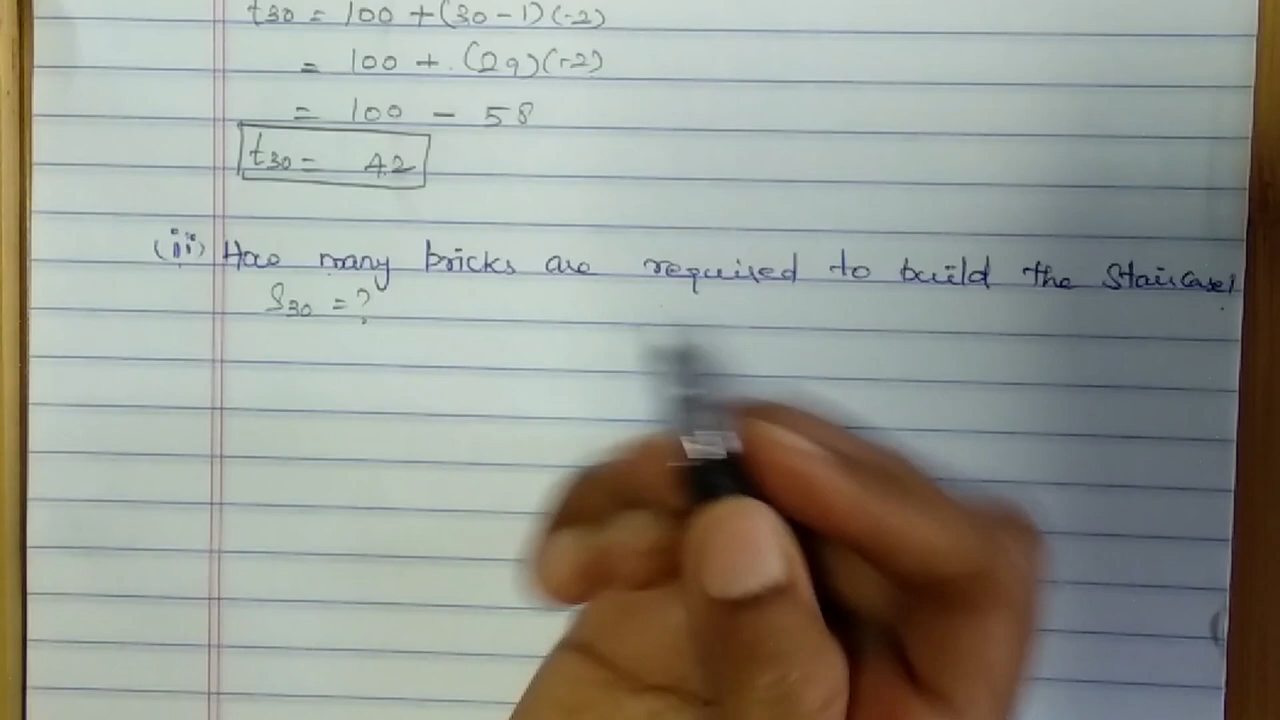 t30 = 100 + (30 - 1) (-2)
= 100 + (29) (-2)
= 100 - 58
t30 = 42
(ii) How many bricks are required to build the Staircase?
S30 = ?